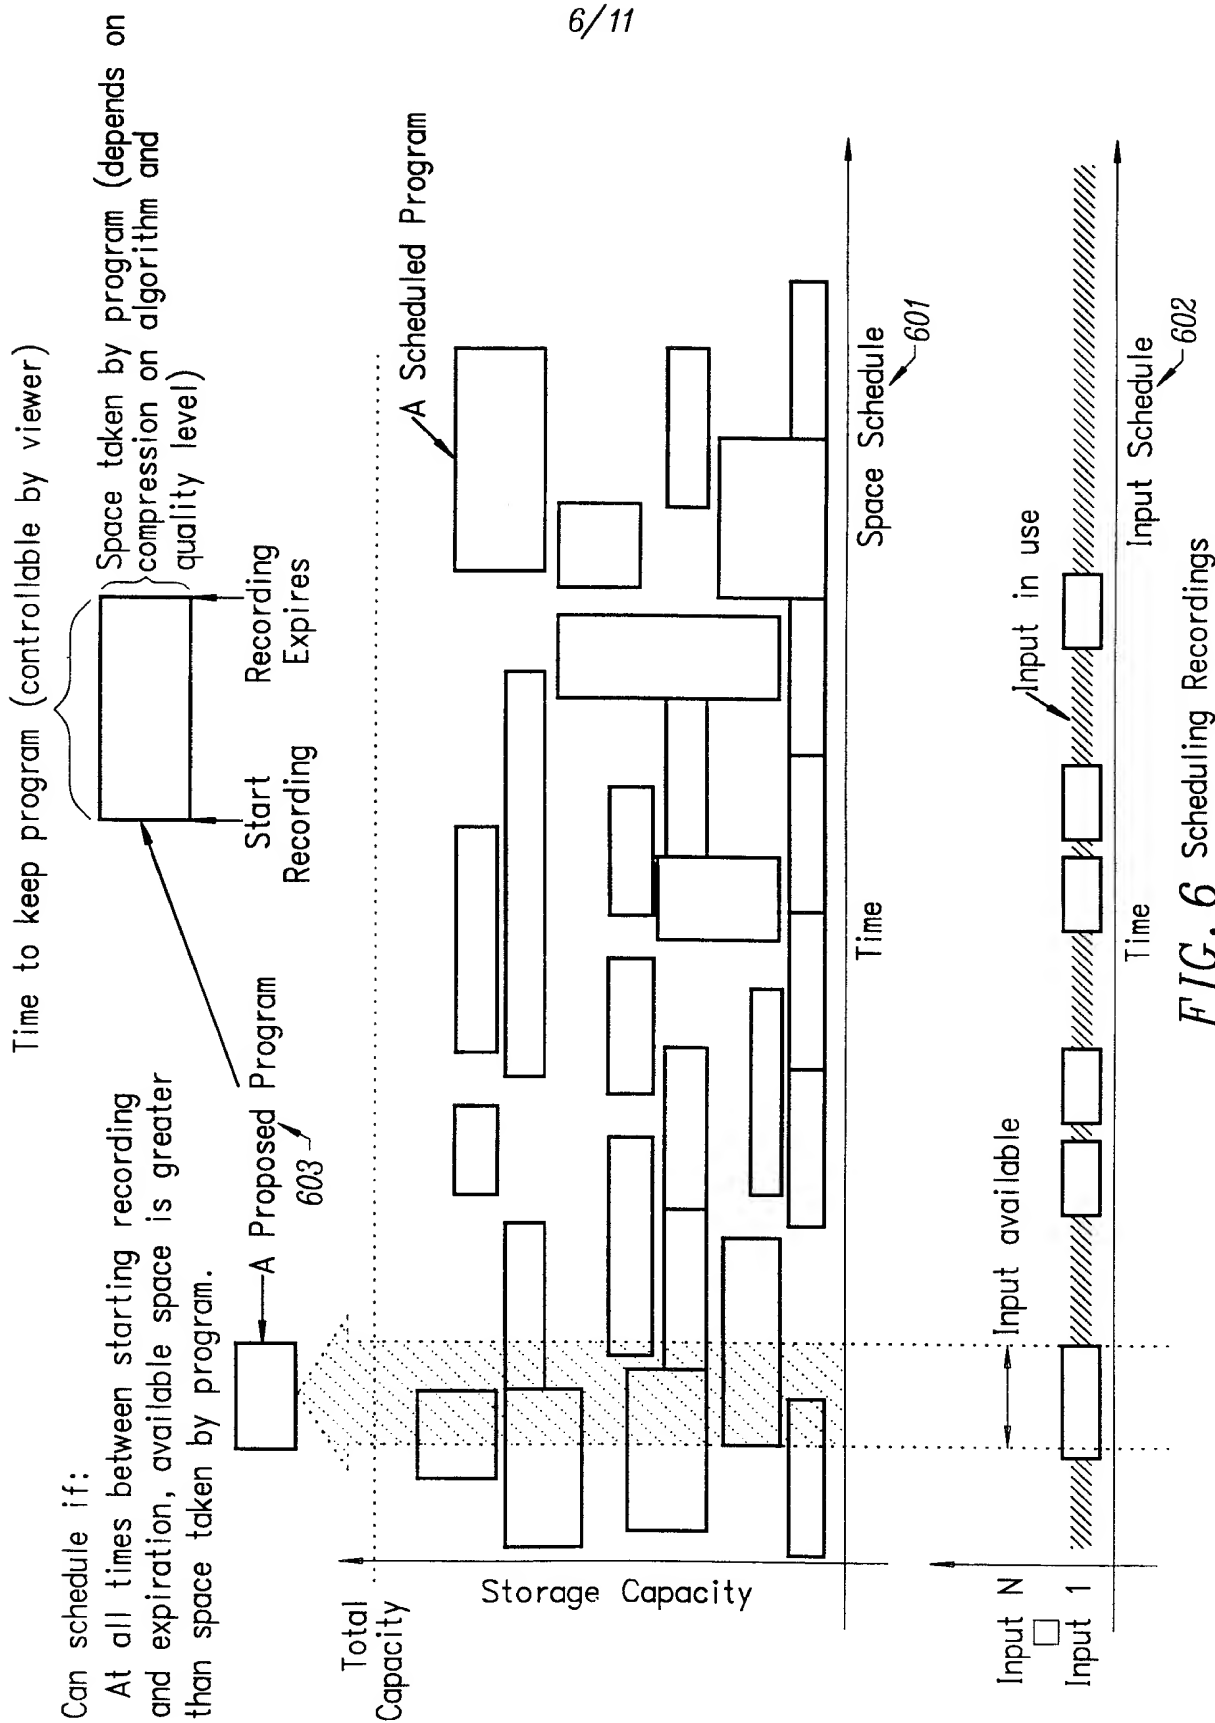 6/11
Time to keep program (controllable by viewer)
Space taken by program (depends on
compression on algorithm and
quality level)
Start
Recording
Recording
Expires
Can schedule if:
At all times between starting recording
and expiration, available space is greater
than space taken by program.
A Proposed Program
603
Total
Capacity
A Scheduled Program
Storage Capacity
Time
Space Schedule
601
Input N
Input 1
Input available
Input in use
Time
Input Schedule
602
FIG. 6 Scheduling Recordings